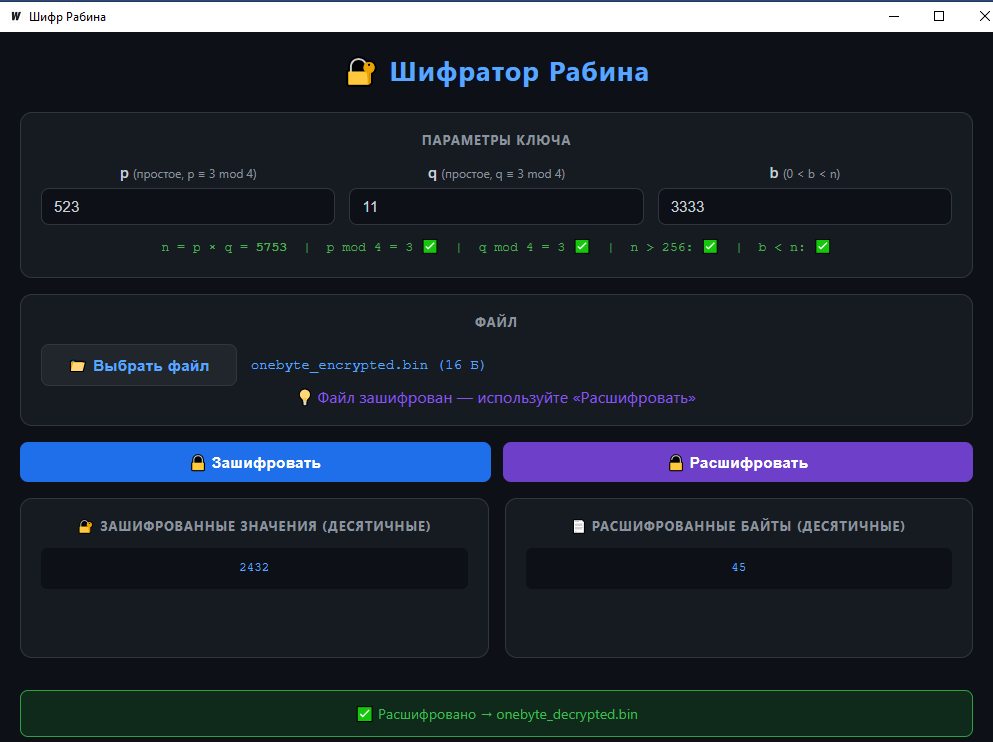 Шифр Рабина
Шифратор Рабина
ПАРАМЕТРЫ КЛЮЧА
p (простое, p ≡ 3 mod 4)
q (простое, q ≡ 3 mod 4)
b (0 < b < n)
523
11
3333
n = p × q = 5753 | p mod 4 = 3 ✅ | q mod 4 = 3 ✅ | n > 256: ✅ | b < n: ✅
ФАЙЛ
Выбрать файл
onebyte_encrypted.bin (16 Б)
Файл зашифрован — используйте «Расшифровать»
Зашифровать
Расшифровать
ЗАШИФРОВАННЫЕ ЗНАЧЕНИЯ (ДЕСЯТИЧНЫЕ)
2432
РАСШИФРОВАННЫЕ БАЙТЫ (ДЕСЯТИЧНЫЕ)
45
✅ Расшифровано → onebyte_decrypted.bin